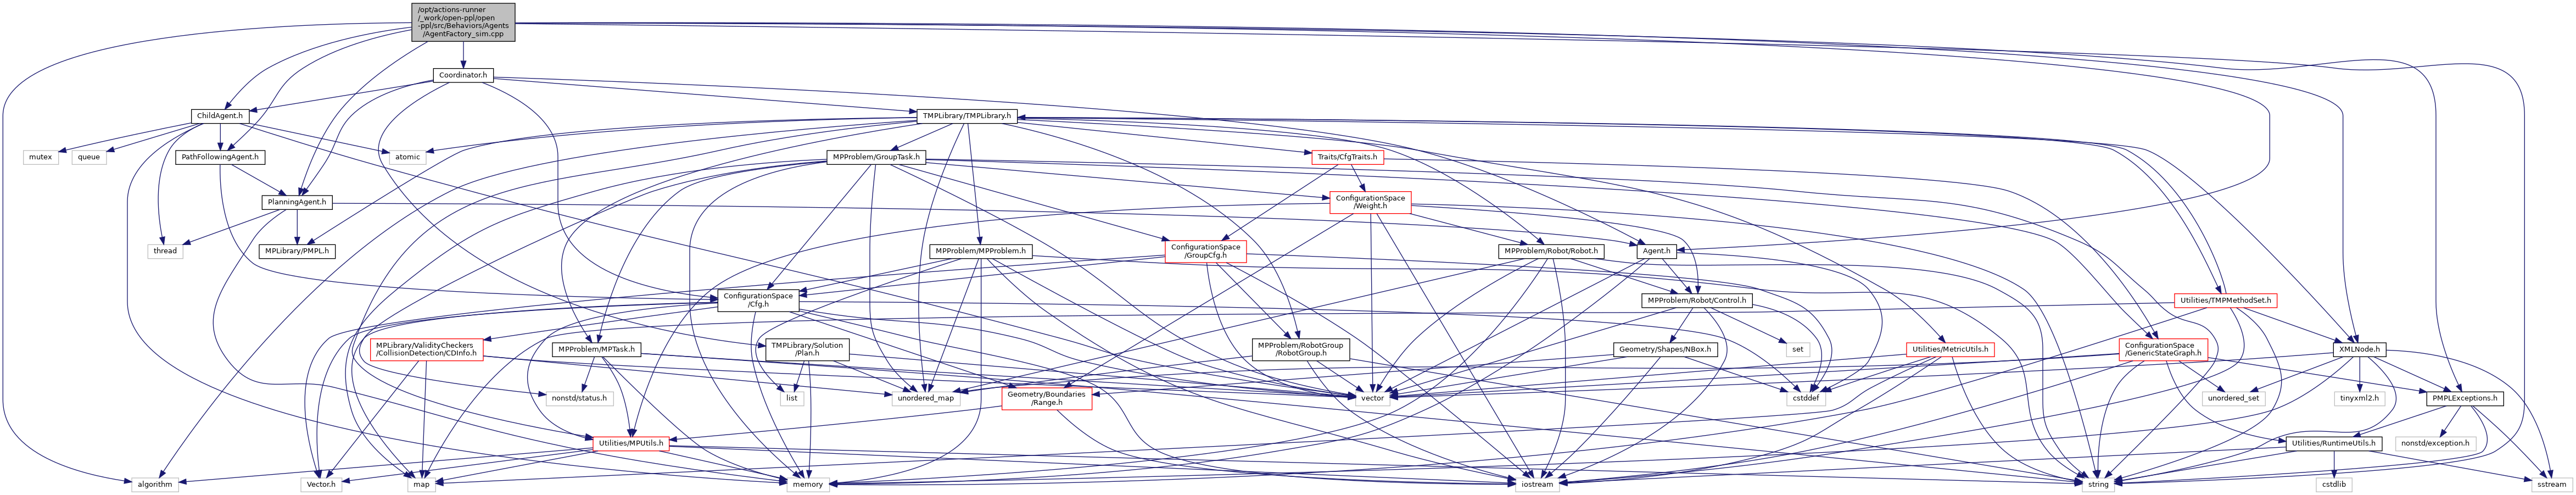 /opt/actions-runner
/_work/open-ppl/open
-ppl/src/Behaviors/Agents
/AgentFactory_sim.cpp
Coordinator.h
ChildAgent.h
TMPLibrary/TMPLibrary.h
mutex
queue
PathFollowingAgent.h
atomic
MPProblem/GroupTask.h
Traits/CfgTraits.h
PlanningAgent.h
ConfigurationSpace
/Weight.h
thread
MPLibrary/PMPL.h
MPProblem/MPProblem.h
ConfigurationSpace
/GroupCfg.h
MPProblem/Robot/Robot.h
Agent.h
ConfigurationSpace
/Cfg.h
MPProblem/Robot/Control.h
Utilities/TMPMethodSet.h
MPLibrary/ValidityCheckers
/CollisionDetection/CDInfo.h
MPProblem/MPTask.h
TMPLibrary/Solution
/Plan.h
MPProblem/RobotGroup
/RobotGroup.h
Geometry/Shapes/NBox.h
set
Utilities/MetricUtils.h
ConfigurationSpace
/GenericStateGraph.h
XMLNode.h
nonstd/status.h
list
unordered_map
Geometry/Boundaries
/Range.h
vector
cstddef
unordered_set
tinyxml2.h
PMPLExceptions.h
Utilities/MPUtils.h
Utilities/RuntimeUtils.h
nonstd/exception.h
algorithm
Vector.h
map
memory
iostream
string
cstdlib
sstream